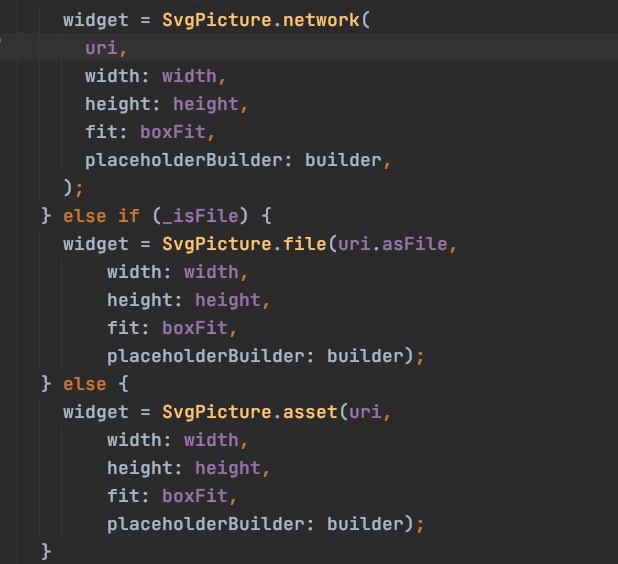 widget = SvgPicture.network(
uri,
width: width,
height: height,
fit: boxFit,
placeholderBuilder: builder,
);
} else if (_isFile) {
widget = SvgPicture.file(uri.asFile,
width: width,
height: height,
fit: boxFit,
placeholderBuilder: builder);
} else {
widget = SvgPicture.asset(uri,
width: width,
height: height,
fit: boxFit,
placeholderBuilder: builder);
}